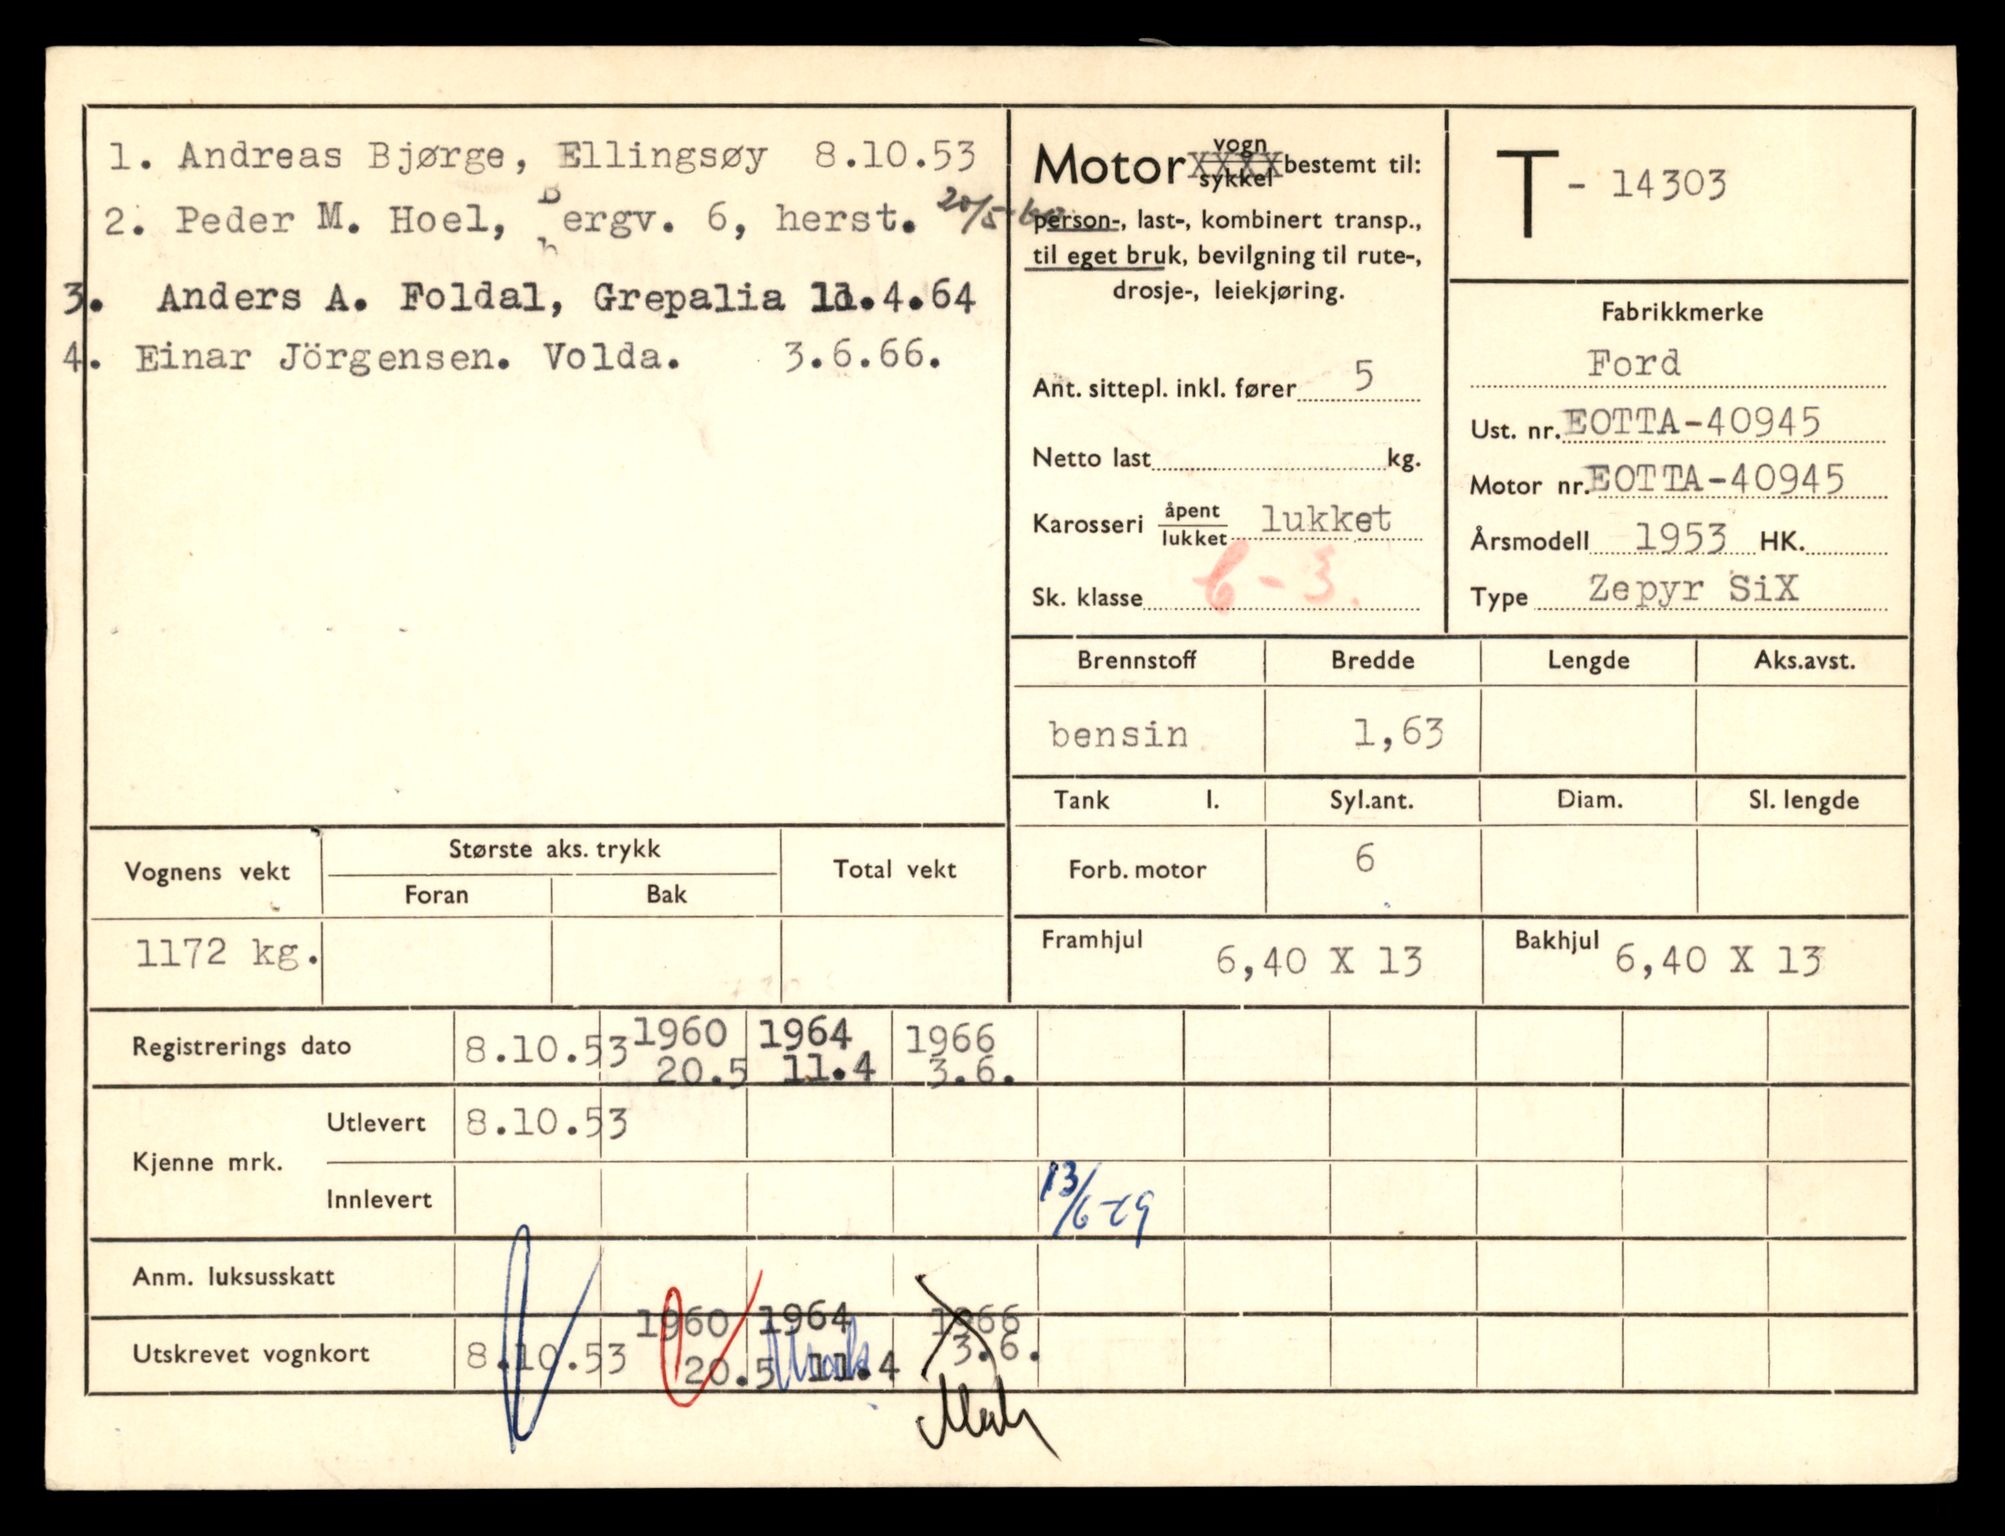 1. Andreas Bjørge, Ellingsøy 8.10.53
2. Peder M. Hoel, Bergv. 6, herst. 20/5-60
3. Anders A. Foldal, Grepalia 11.4.64
4. Einar Jörgensen. Volda. 3.6.66.
Motor vogn sykkel bestemt til:
person-, last-, kombinert transp.,
til eget bruk, bevilgning til rute-,
drosje-, leiekjøring.
Ant. sittepl. inkl. fører 5
Netto last kg.
Karosseri åpent lukket lukket
Sk. klasse 6-3.
T - 14303
Fabrikkmerke
Ford
Ust. nr. EOTTA-40945
Motor nr. EOTTA-40945
Årsmodell 1953 HK.
Type Zepyr SiX
Brennstoff Bredde Lengde Aks.avst.
bensin 1,63
Tank l. Syl.ant. Diam. Sl. lengde
Forb. motor 6
Framhjul 6,40 X 13 Bakhjul 6,40 X 13
Vognens vekt Største aks. trykk Total vekt
Foran Bak
1172 kg.
Registrerings dato 8.10.53 1960 20.5 1964 11.4 1966 3.6.
Kjenne mrk. Utlevert 8.10.53
Innlevert 13/6-
Anm. luksusskatt
Utskrevet vognkort 8.10.53 1960 20.5 1964 11.4 1966 3.6.